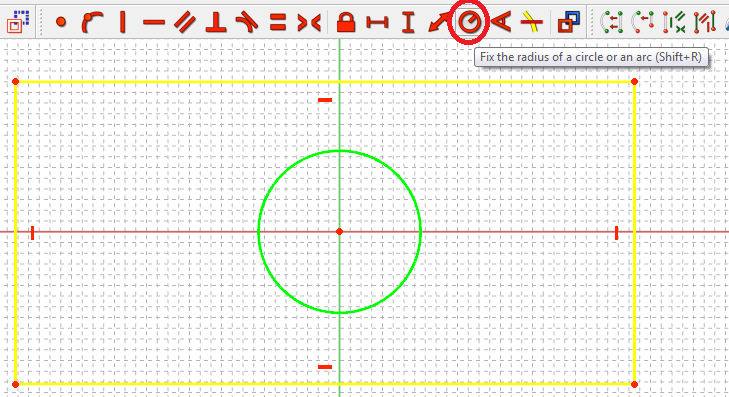 Fix the radius of a circle or an arc (Shift+R)